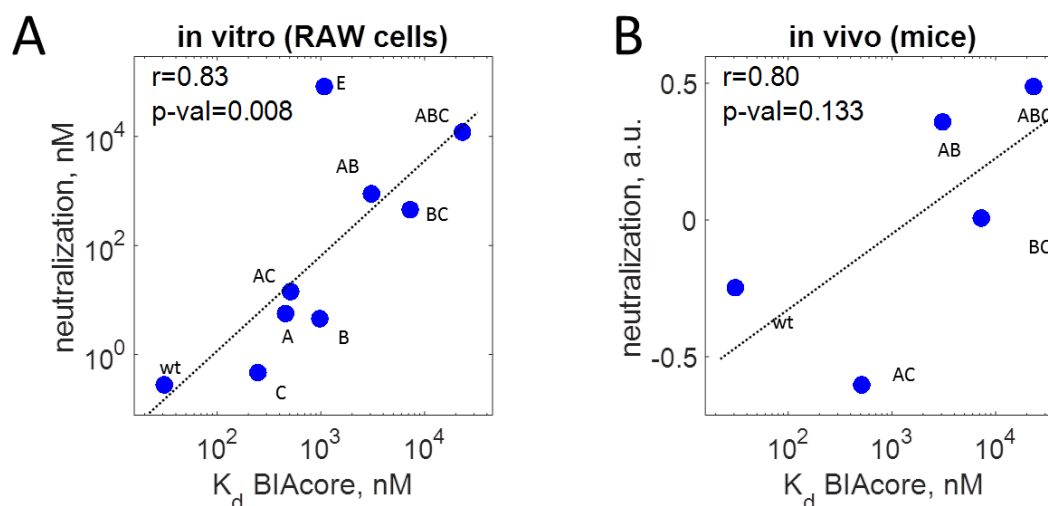 A
in vitro (RAW cells)
r=0.83
p-val=0.008
E
ABC
AB
BC
AC
A
B
wt
C
10^4
10^2
10^0
neutralization, nM
10^2
10^3
10^4
K_d BIAcore, nM
B
in vivo (mice)
r=0.80
p-val=0.133
ABC
AB
BC
wt
AC
0.5
0
-0.5
neutralization, a.u.
10^2
10^3
10^4
K_d BIAcore, nM